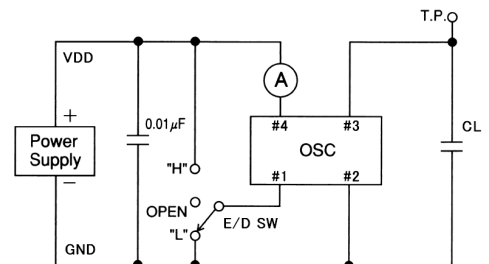 T.P.
VDD
A
+
0.01μF
#4 #3
CL
Power
Supply
OSC
"H"
#1 #2
−
OPEN
E/D SW
"L"
GND